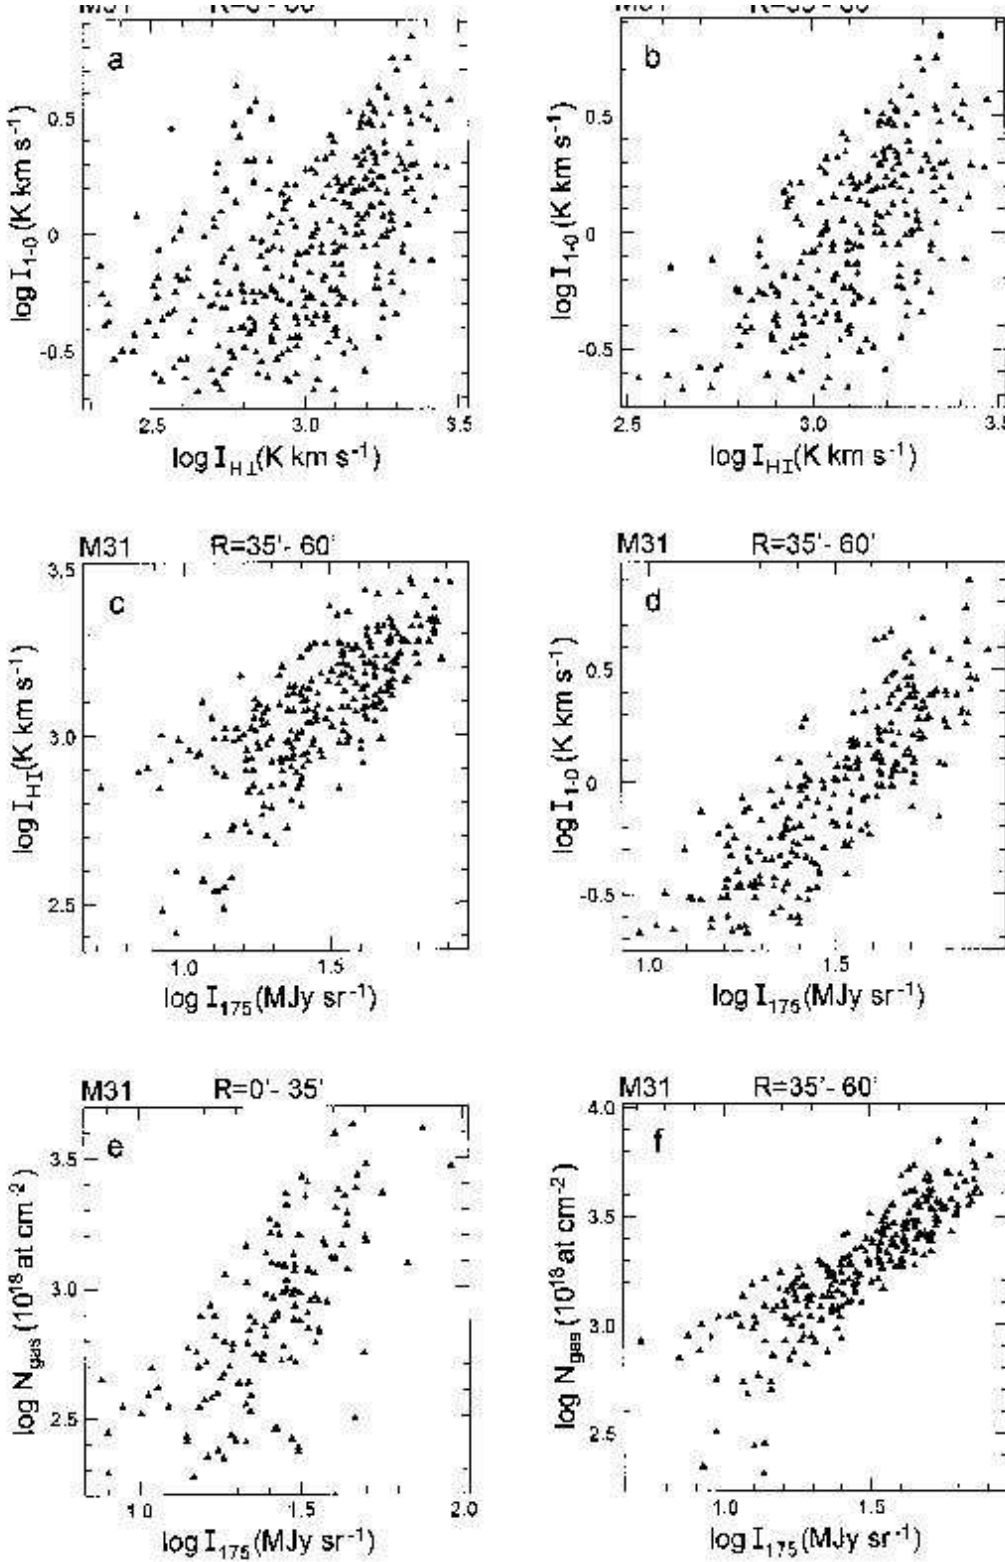 a
0.5
0
-0.5
log I1-0 (K km s-1)
2.5 3.0 3.5
log IHI (K km s-1)
b
0.5
0
-0.5
log I1-0 (K km s-1)
2.5 3.0 3.5
log IHI (K km s-1)
M31 R=35'- 60'
c
3.5
3.0
2.5
log IHI (K km s-1)
1.0 1.5
log I175 (MJy sr-1)
M31 R=35'- 60'
d
0.5
0
-0.5
log I1-0 (K km s-1)
1.0 1.5
log I175 (MJy sr-1)
M31 R=0'- 35'
e
3.5
3.0
2.5
log Ngas (10^18 at cm-2)
1.0 1.5 2.0
log I175 (MJy sr-1)
M31 R=35'- 60'
f
4.0
3.5
3.0
2.5
log Ngas (10^18 at cm-2)
1.0 1.5
log I175 (MJy sr-1)